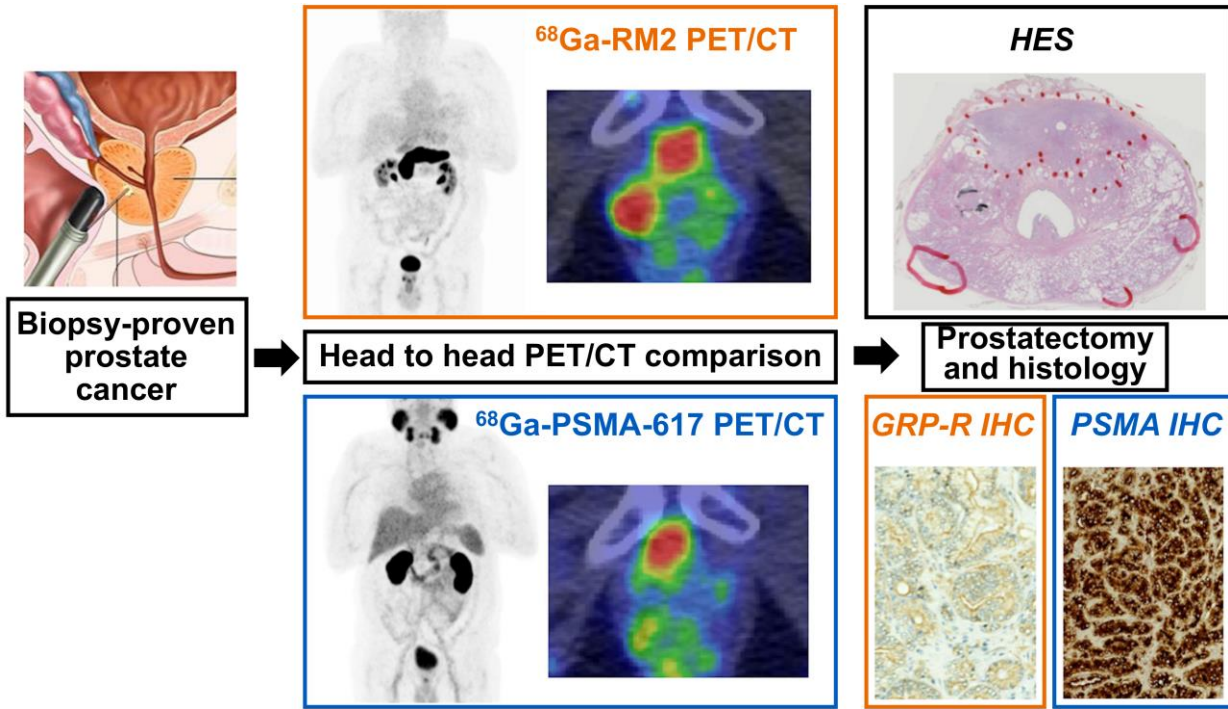 Biopsy-proven
prostate
cancer
⁶⁸Ga-RM2 PET/CT
Head to head PET/CT comparison
⁶⁸Ga-PSMA-617 PET/CT
HES
Prostatectomy
and histology
GRP-R IHC
PSMA IHC